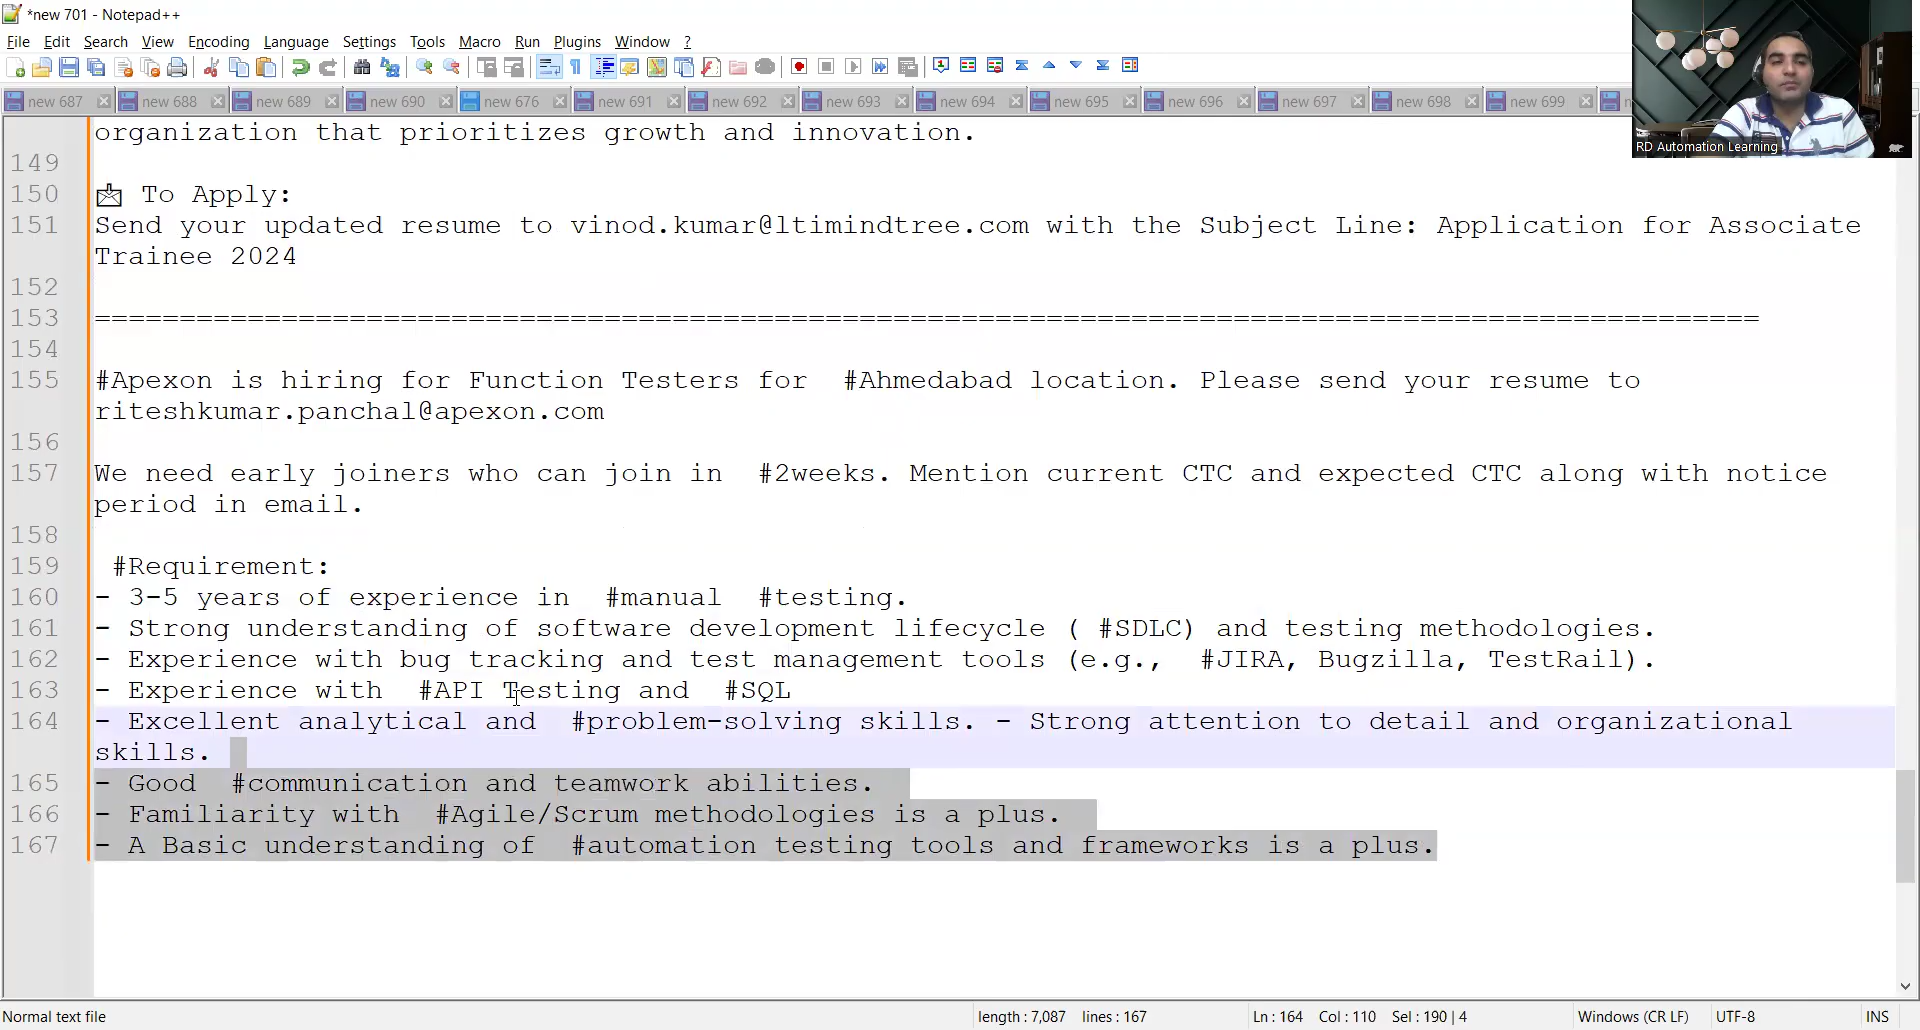 *new 701 - Notepad++
File Edit Search View Encoding Language Settings Tools Macro Run Plugins Window ?
new 687 new 688 new 689 new 690 new 676 new 691 new 692 new 693 new 694 new 695 new 696 new 697 new 698 new 699
RD Automation Learning
organization that prioritizes growth and innovation.
149
150 📩 To Apply:
151 Send your updated resume to vinod.kumar@ltimindtree.com with the Subject Line: Application for Associate
Trainee 2024
152
153 ==================================================================================================
154
155 #Apexon is hiring for Function Testers for  #Ahmedabad location. Please send your resume to
riteshkumar.panchal@apexon.com
156
157 We need early joiners who can join in  #2weeks. Mention current CTC and expected CTC along with notice
period in email.
158
159  #Requirement:
160 - 3-5 years of experience in  #manual  #testing.
161 - Strong understanding of software development lifecycle ( #SDLC) and testing methodologies.
162 - Experience with bug tracking and test management tools (e.g.,  #JIRA, Bugzilla, TestRail).
163 - Experience with  #API Testing and  #SQL
164 - Excellent analytical and  #problem-solving skills. - Strong attention to detail and organizational
skills.
165 - Good  #communication and teamwork abilities.
166 - Familiarity with  #Agile/Scrum methodologies is a plus.
167 - A Basic understanding of  #automation testing tools and frameworks is a plus.
Normal text file length : 7,087 lines : 167 Ln : 164 Col : 110 Sel : 190 | 4 Windows (CR LF) UTF-8 INS